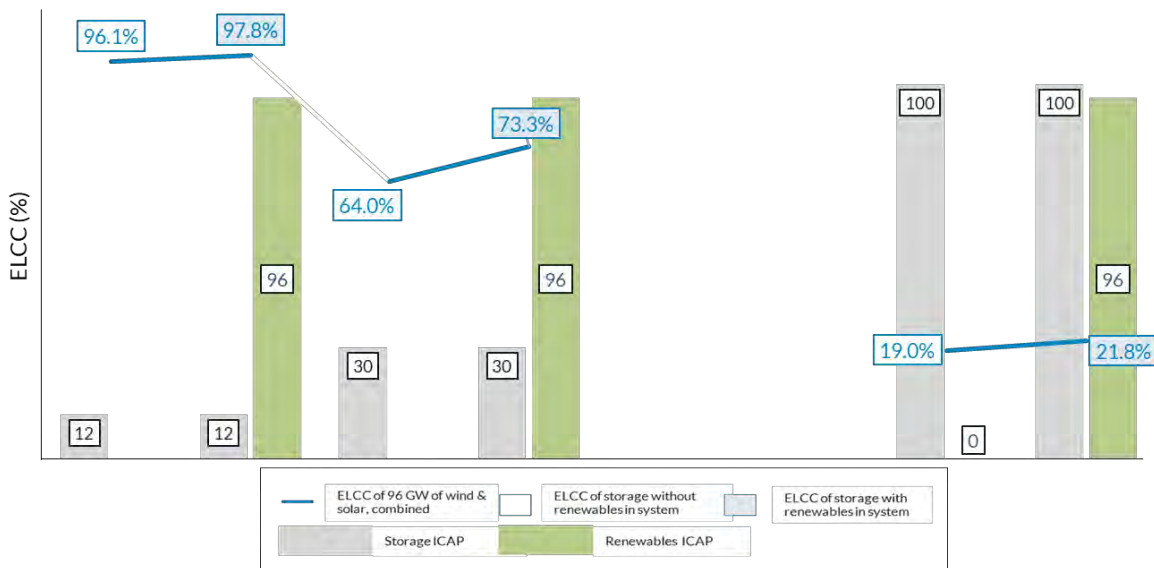 96.1%
97.8%
73.3%
64.0%
100
100
96
96
96
30
30
19.0%
21.8%
12
12
0
ELCC (%)
ELCC of 96 GW of wind &
solar, combined
ELCC of storage without
renewables in system
ELCC of storage with
renewables in system
Storage ICAP
Renewables ICAP